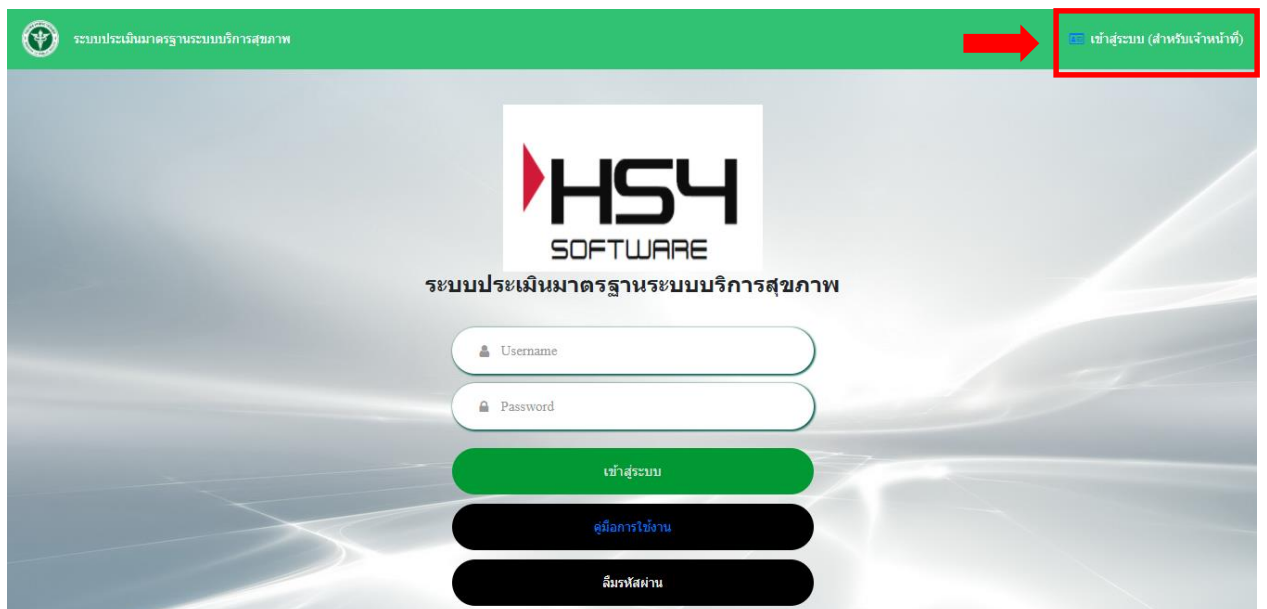 ระบบประเมินมาตรฐานระบบบริการสุขภาพ
เข้าสู่ระบบ (สำหรับเจ้าหน้าที่)
HS4
SOFTWARE
ระบบประเมินมาตรฐานระบบบริการสุขภาพ
Username
Password
เข้าสู่ระบบ
คู่มือการใช้งาน
ลืมรหัสผ่าน